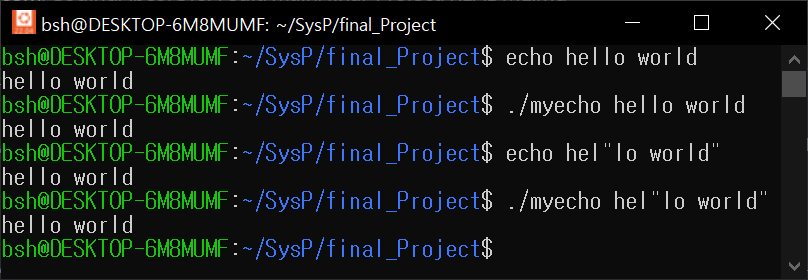 bsh@DESKTOP-6M8MUMF: ~/SysP/final_Project
bsh@DESKTOP-6M8MUMF:~/SysP/final_Project$ echo hello world
hello world
bsh@DESKTOP-6M8MUMF:~/SysP/final_Project$ ./myecho hello world
hello world
bsh@DESKTOP-6M8MUMF:~/SysP/final_Project$ echo hel"lo world"
hello world
bsh@DESKTOP-6M8MUMF:~/SysP/final_Project$ ./myecho hel"lo world"
hello world
bsh@DESKTOP-6M8MUMF:~/SysP/final_Project$